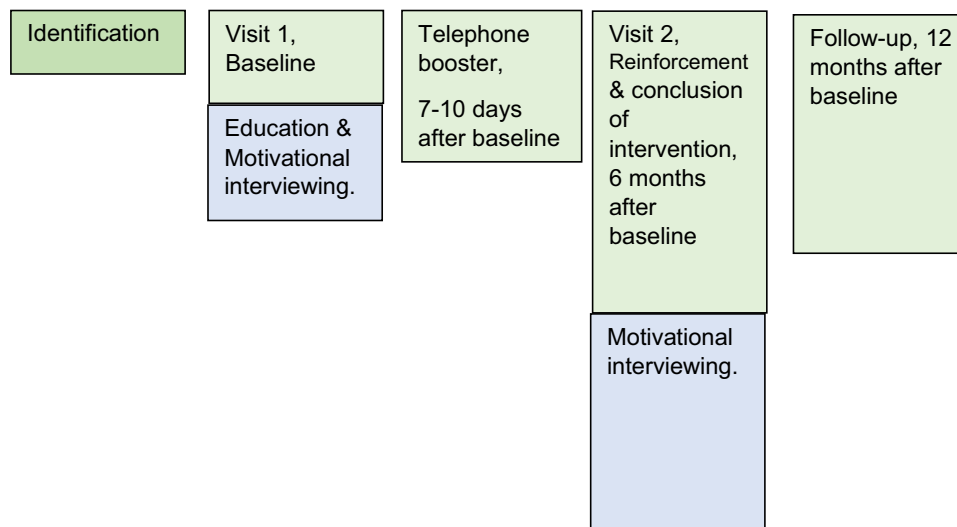 Identification
Visit 1,
Baseline
Education &
Motivational
interviewing.
Telephone
booster,
7-10 days
after baseline
Visit 2,
Reinforcement
& conclusion
of
intervention,
6 months
after
baseline
Motivational
interviewing.
Follow-up, 12
months after
baseline